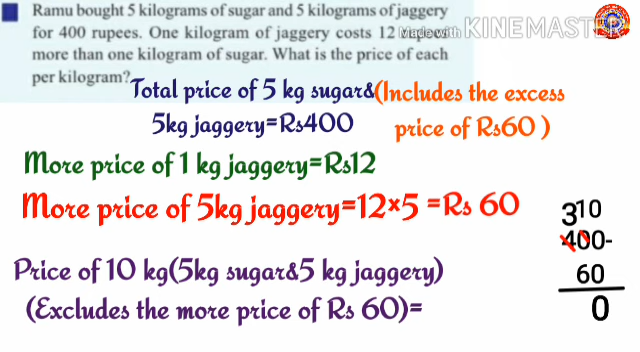 Ramu bought 5 kilograms of sugar and 5 kilograms of jaggery
for 400 rupees. One kilogram of jaggery costs 12
Made with KINEMASTER
more than one kilogram of sugar. What is the price of each
per kilogram?
Total price of 5 kg sugar& (Includes the excess
5kg jaggery=Rs400 price of Rs60 )
More price of 1 kg jaggery=Rs12
More price of 5kg jaggery=12×5 =Rs 60
310
400-
60
0
Price of 10 kg(5kg sugar&5 kg jaggery)
(Excludes the more price of Rs 60)=